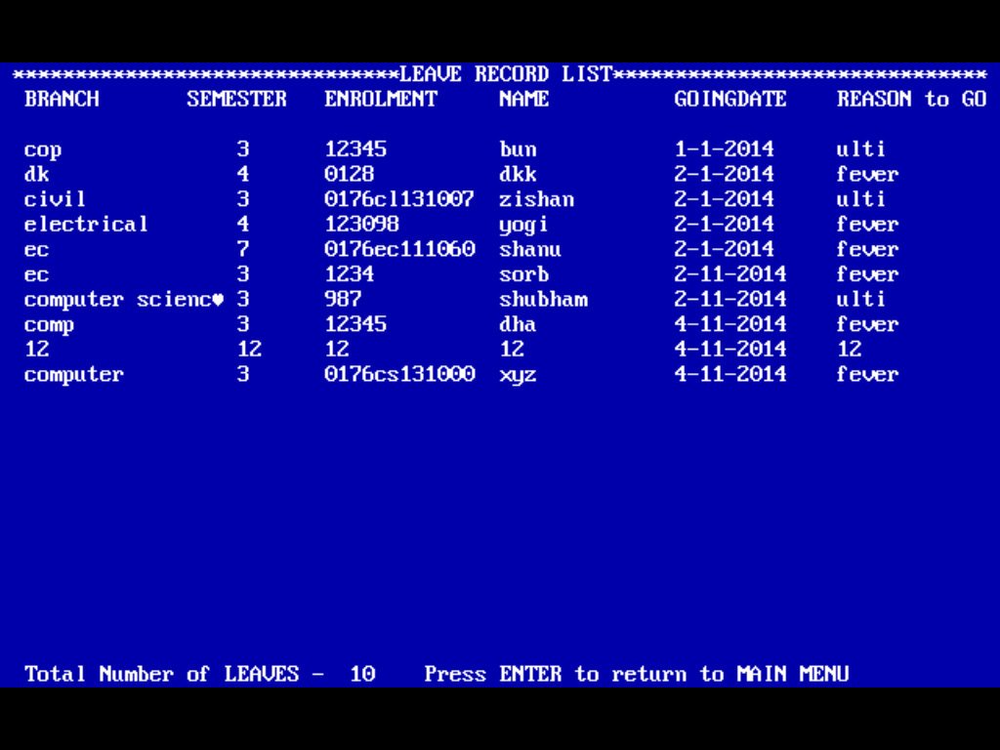 *******************************LEAVE RECORD LIST******************************
BRANCH SEMESTER ENROLMENT NAME GOINGDATE REASON to GO
cop 3 12345 bun 1-1-2014 ulti
dk 4 0128 dkk 2-1-2014 fever
civil 3 0176cl131007 zishan 2-1-2014 ulti
electrical 4 123098 yogi 2-1-2014 fever
ec 7 0176ec111060 shanu 2-1-2014 fever
ec 3 1234 sorb 2-11-2014 fever
computer scienc♥ 3 987 shubham 2-11-2014 ulti
comp 3 12345 dha 4-11-2014 fever
12 12 12 12 4-11-2014 12
computer 3 0176cs131000 xyz 4-11-2014 fever
Total Number of LEAVES - 10 Press ENTER to return to MAIN MENU